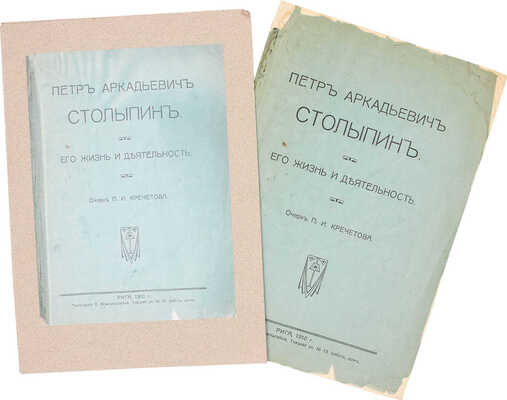 ПЕТРЪ АРКАДЬЕВИЧЪ
СТОЛЫПИНЪ.
ЕГО ЖИЗНЬ И ДѢЯТЕЛЬНОСТЬ.
Очеркъ П. И. КРЕЧЕТОВА.
РИГА, 1910 г.
ПЕТРЪ АРКАДЬЕВИЧЪ
СТОЛЫПИНЪ.
ЕГО ЖИЗНЬ И ДѢЯТЕЛЬНОСТЬ.
Очеркъ П. И. КРЕЧЕТОВА.
РИГА, 1910 г.